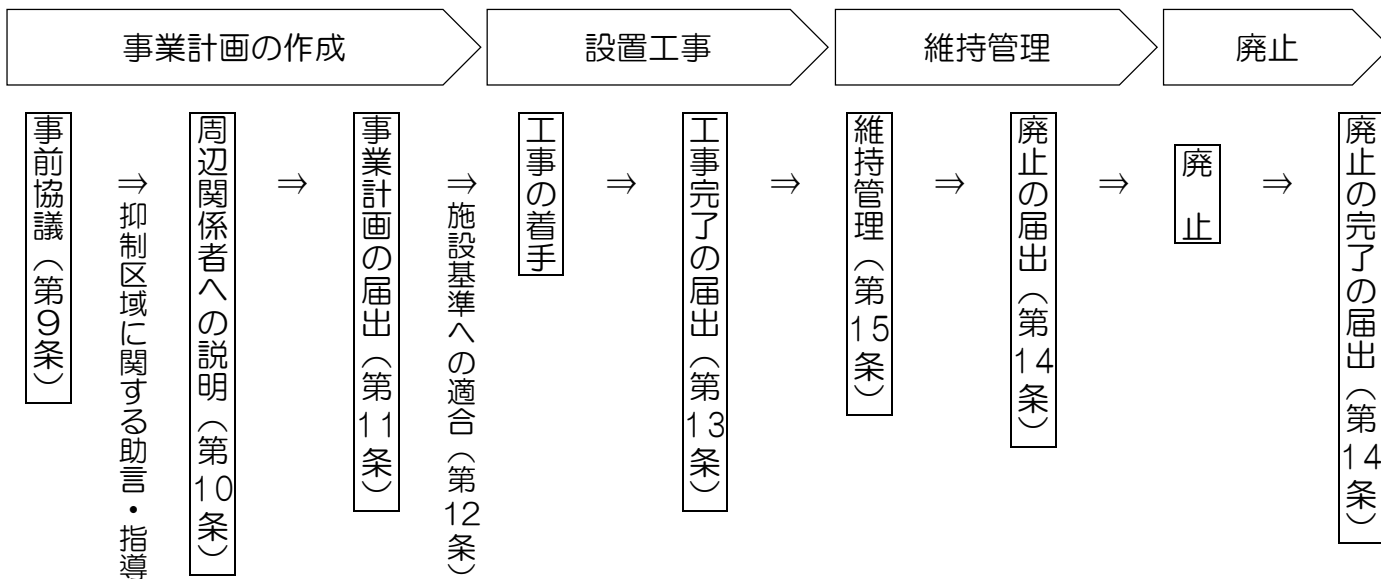 事業計画の作成
設置工事
維持管理
廃止
事前協議（第9条）
⇒抑制区域に関する助言・指導
周辺関係者への説明（第10条）
⇒
事業計画の届出（第11条）
⇒施設基準への適合（第12条）
工事の着手
⇒
工事完了の届出（第13条）
⇒
維持管理（第15条）
⇒
廃止の届出（第14条）
⇒
廃止
⇒
廃止の完了の届出（第14条）